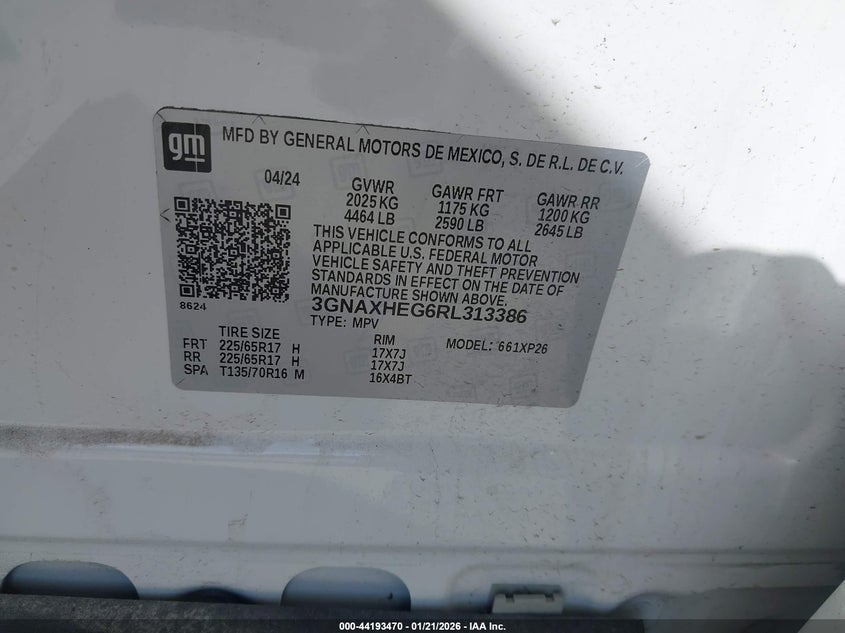 gm
MFD BY GENERAL MOTORS DE MEXICO, S. DE R.L. DE C.V.
04/24 GVWR GAWR FRT GAWR RR
2025 KG 1175 KG 1200 KG
4464 LB 2590 LB 2645 LB
THIS VEHICLE CONFORMS TO ALL
APPLICABLE U.S. FEDERAL MOTOR
VEHICLE SAFETY AND THEFT PREVENTION
STANDARDS IN EFFECT ON THE DATE OF
MANUFACTURE SHOWN ABOVE.
8624 3GNAXHEG6RL313386
TYPE: MPV
TIRE SIZE RIM MODEL: 661XP26
FRT 225/65R17 H 17X7J
RR 225/65R17 H 17X7J
SPA T135/70R16 M 16X4BT
000-44193470 - 01/21/2026 - IAA Inc.